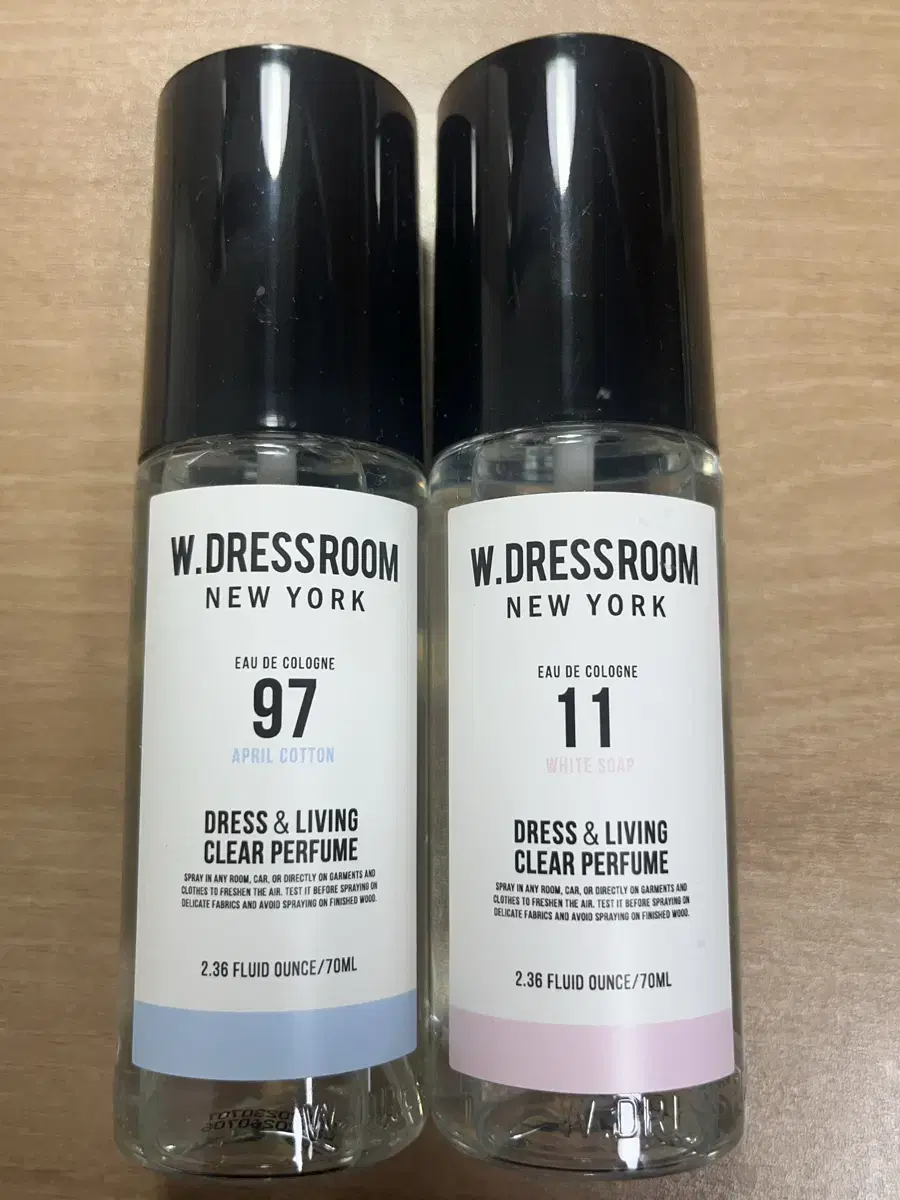 W.DRESSROOM
NEW YORK
EAU DE COLOGNE
97
APRIL COTTON
DRESS & LIVING
CLEAR PERFUME
SPRAY IN ANY ROOM, CAR, OR DIRECTLY ON GARMENTS AND
CLOTHES TO FRESHEN THE AIR. TEST IT BEFORE SPRAYING ON
DELICATE FABRICS AND AVOID SPRAYING ON FINISHED WOOD.
2.36 FLUID OUNCE/70ML
W.DRESSROOM
NEW YORK
EAU DE COLOGNE
11
WHITE SOAP
DRESS & LIVING
CLEAR PERFUME
SPRAY IN ANY ROOM, CAR, OR DIRECTLY ON GARMENTS AND
CLOTHES TO FRESHEN THE AIR. TEST IT BEFORE SPRAYING ON
DELICATE FABRICS AND AVOID SPRAYING ON FINISHED WOOD.
2.36 FLUID OUNCE/70ML
W.DR